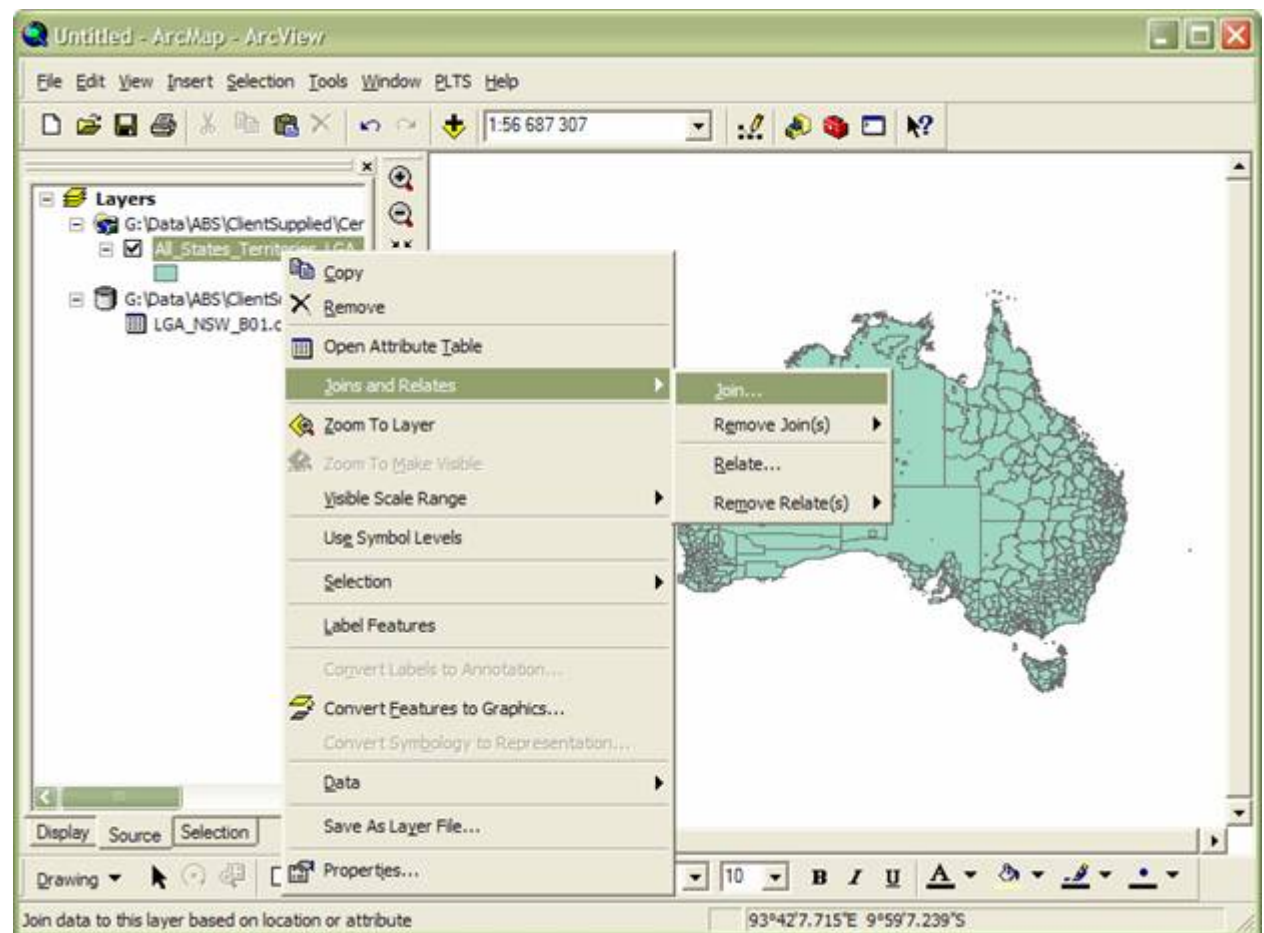 Untitled - ArcMap - ArcView
File Edit View Insert Selection Tools Window PLTS Help
1:56 687 307
Layers
G:\Data\ABS\ClientSupplied\Cer
All_States_Territories_LGA
G:\Data\ABS\ClientS
LGA_NSW_B01.c
Copy
Remove
Open Attribute Table
Joins and Relates
Join...
Remove Join(s)
Relate...
Remove Relate(s)
Zoom To Layer
Zoom To Make Visible
Visible Scale Range
Use Symbol Levels
Selection
Label Features
Convert Labels to Annotation...
Convert Features to Graphics...
Convert Symbology to Representation...
Data
Save As Layer File...
Properties...
Display Source Selection
Drawing 10 B I U A
Join data to this layer based on location or attribute 93°42'7.715"E 9°59'7.239"S